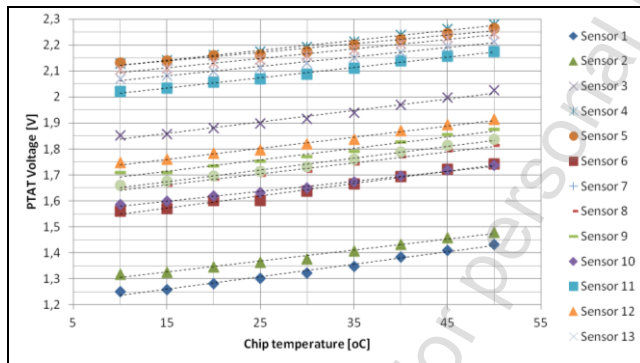 2,3
2,2
2,1
2
1,9
1,8
1,7
1,6
1,5
1,4
1,3
1,2
PTAT Voltage [V]
5
15
25
35
45
55
Chip temperature [oC]
Sensor 1
Sensor 2
Sensor 3
Sensor 4
Sensor 5
Sensor 6
Sensor 7
Sensor 8
Sensor 9
Sensor 10
Sensor 11
Sensor 12
Sensor 13
for personal